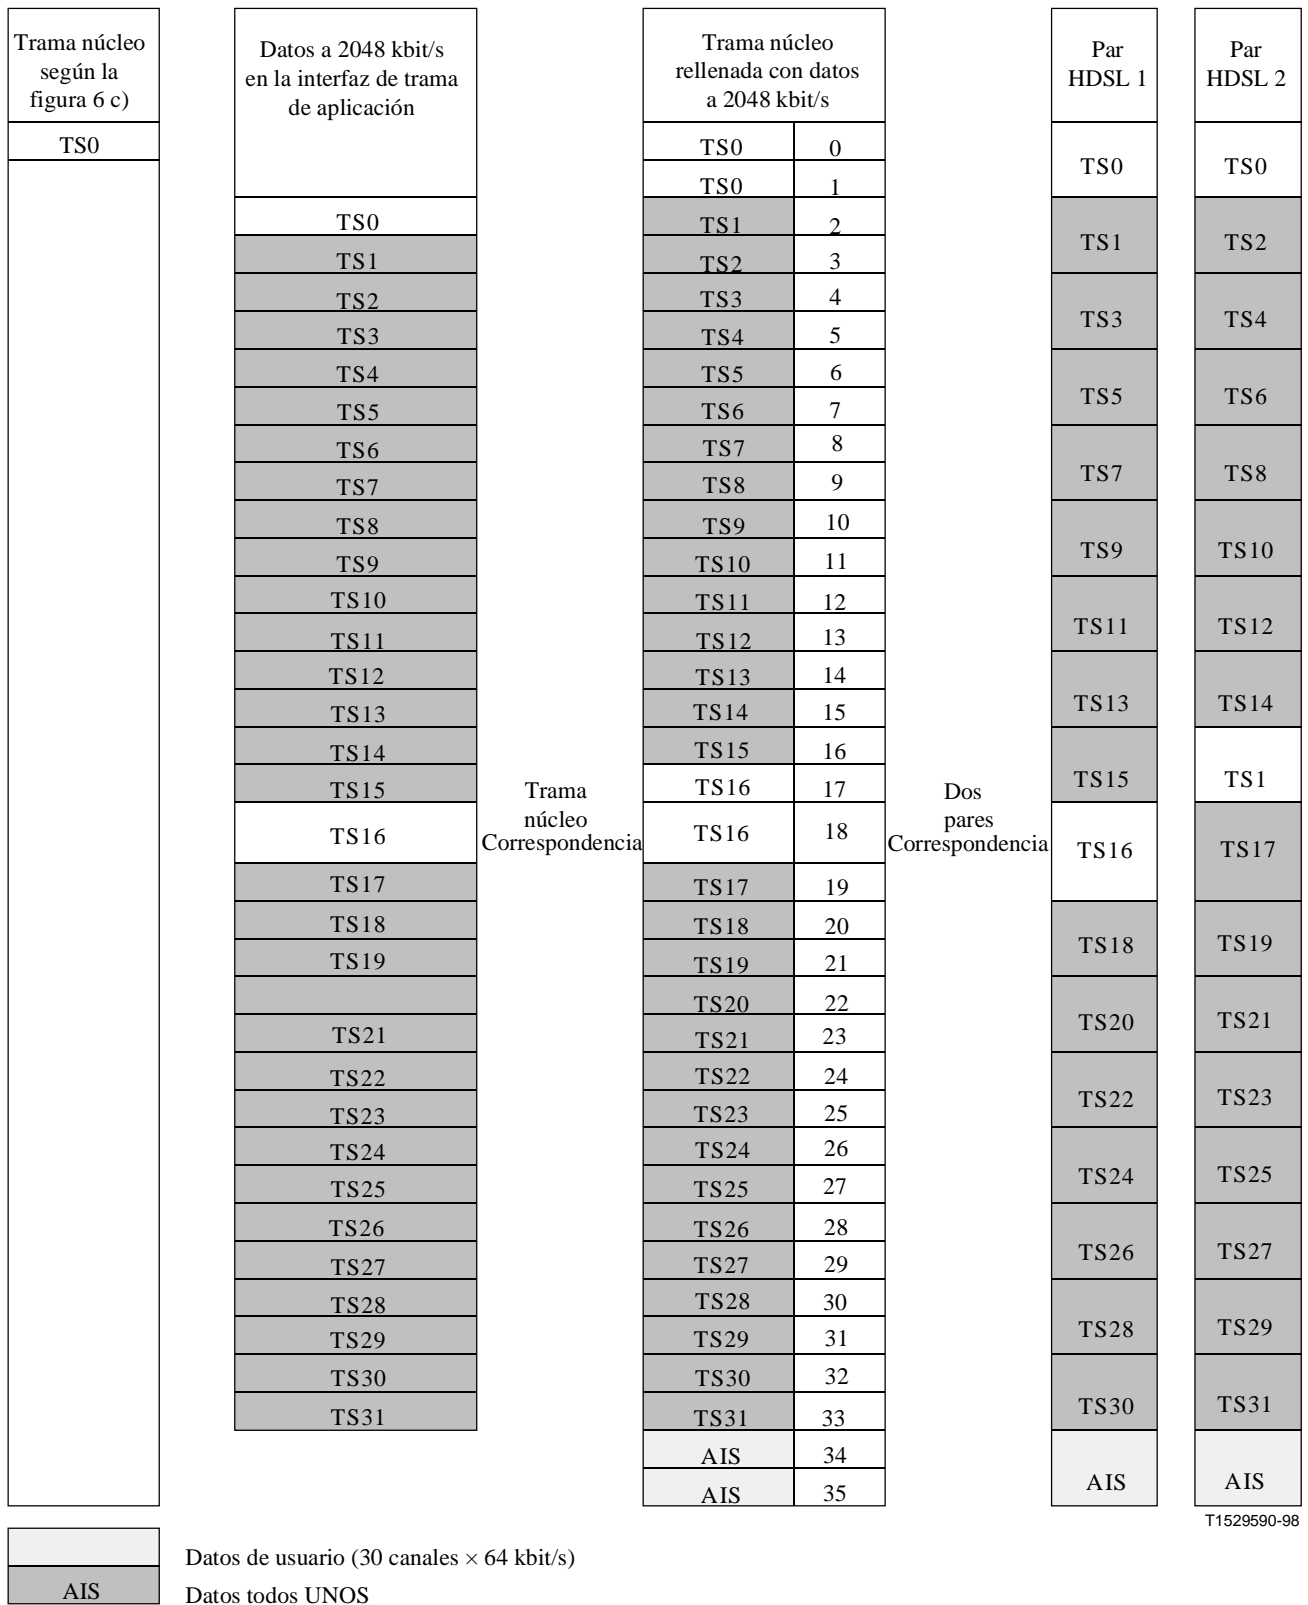 Trama núcleo
según la
figura 6 c)
TS0
Datos a 2048 kbit/s
en la interfaz de trama
de aplicación
TS0
TS1
TS2
TS3
TS4
TS5
TS6
TS7
TS8
TS9
TS10
TS11
TS12
TS13
TS14
TS15
TS16
TS17
TS18
TS19
TS21
TS22
TS23
TS24
TS25
TS26
TS27
TS28
TS29
TS30
TS31
Trama
núcleo
Correspondencia
Trama núcleo
rellenada con datos
a 2048 kbit/s
TS0 0
TS0 1
TS1 2
TS2 3
TS3 4
TS4 5
TS5 6
TS6 7
TS7 8
TS8 9
TS9 10
TS10 11
TS11 12
TS12 13
TS13 14
TS14 15
TS15 16
TS16 17
TS16 18
TS17 19
TS18 20
TS19 21
TS20 22
TS21 23
TS22 24
TS23 25
TS24 26
TS25 27
TS26 28
TS27 29
TS28 30
TS29 31
TS30 32
TS31 33
AIS 34
AIS 35
Dos
pares
Correspondencia
Par
HDSL 1
TS0
TS1
TS3
TS5
TS7
TS9
TS11
TS13
TS15
TS16
TS18
TS20
TS22
TS24
TS26
TS28
TS30
AIS
Par
HDSL 2
TS0
TS2
TS4
TS6
TS8
TS10
TS12
TS14
TS1
TS17
TS19
TS21
TS23
TS25
TS27
TS29
TS31
AIS
T1529590-98
Datos de usuario (30 canales × 64 kbit/s)
AIS Datos todos UNOS